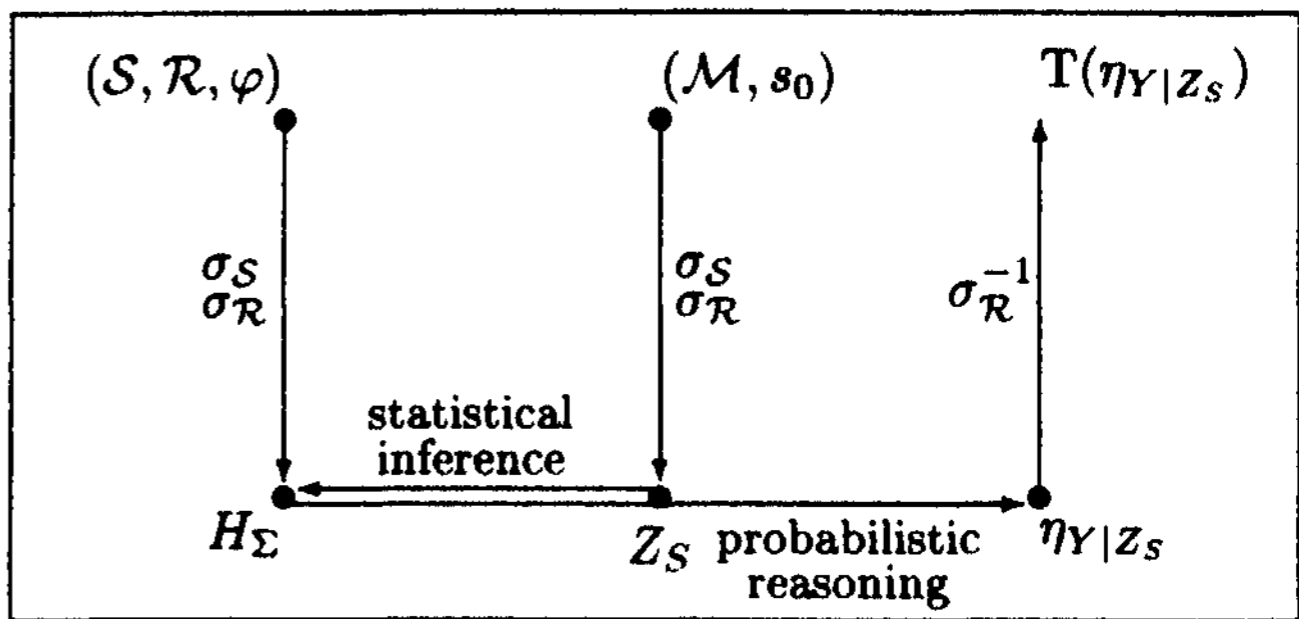 (𝒮, ℛ, φ)
(ℳ, s₀)
T(η_{Y|Z_S})
σ_𝒮
σ_ℛ
σ_𝒮
σ_ℛ
σ_ℛ^{-1}
statistical
inference
H_Σ
Z_S
probabilistic
reasoning
η_{Y|Z_S}